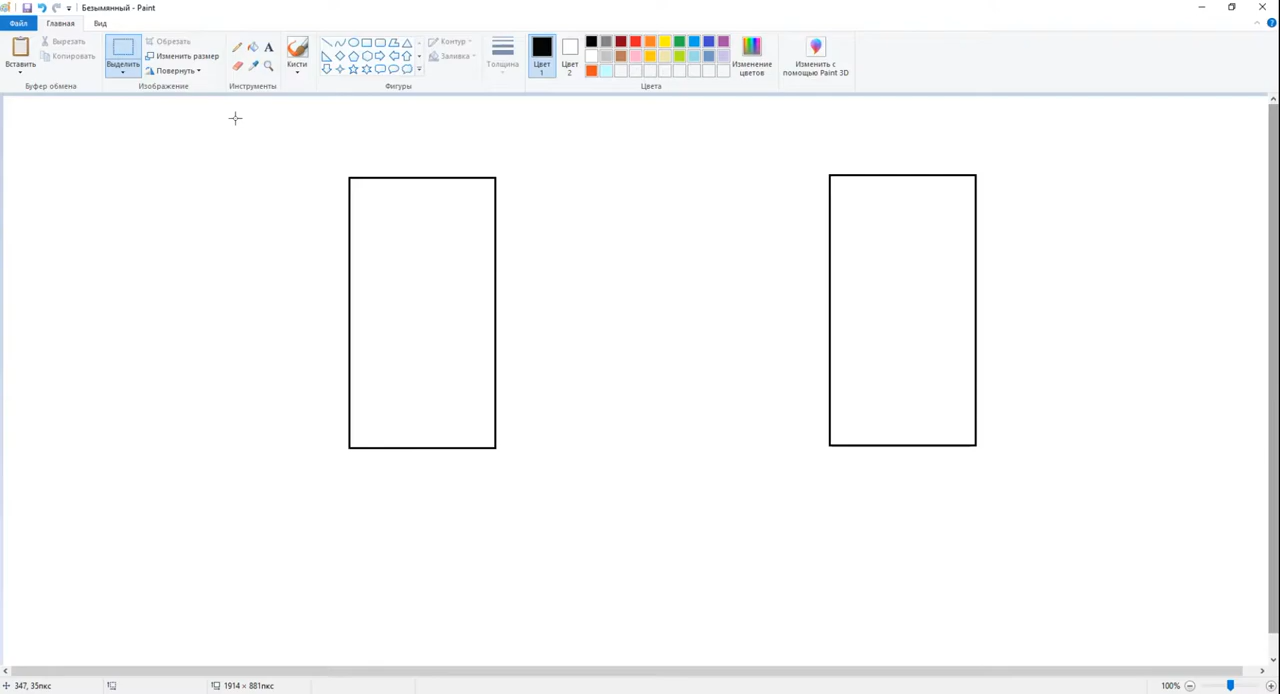 Безымянный - Paint
Файл Главная Вид
Вставить
Вырезать
Копировать
Буфер обмена
Выделить
Обрезать
Изменить размер
Повернуть
Изображение
A
Инструменты
Кисти
Контур
Заливка
Фигуры
Толщина
Цвет 1
Цвет 2
Цвета
Изменение цветов
Изменить с помощью Paint 3D
347, 35пкс
1914 × 881пкс
100%